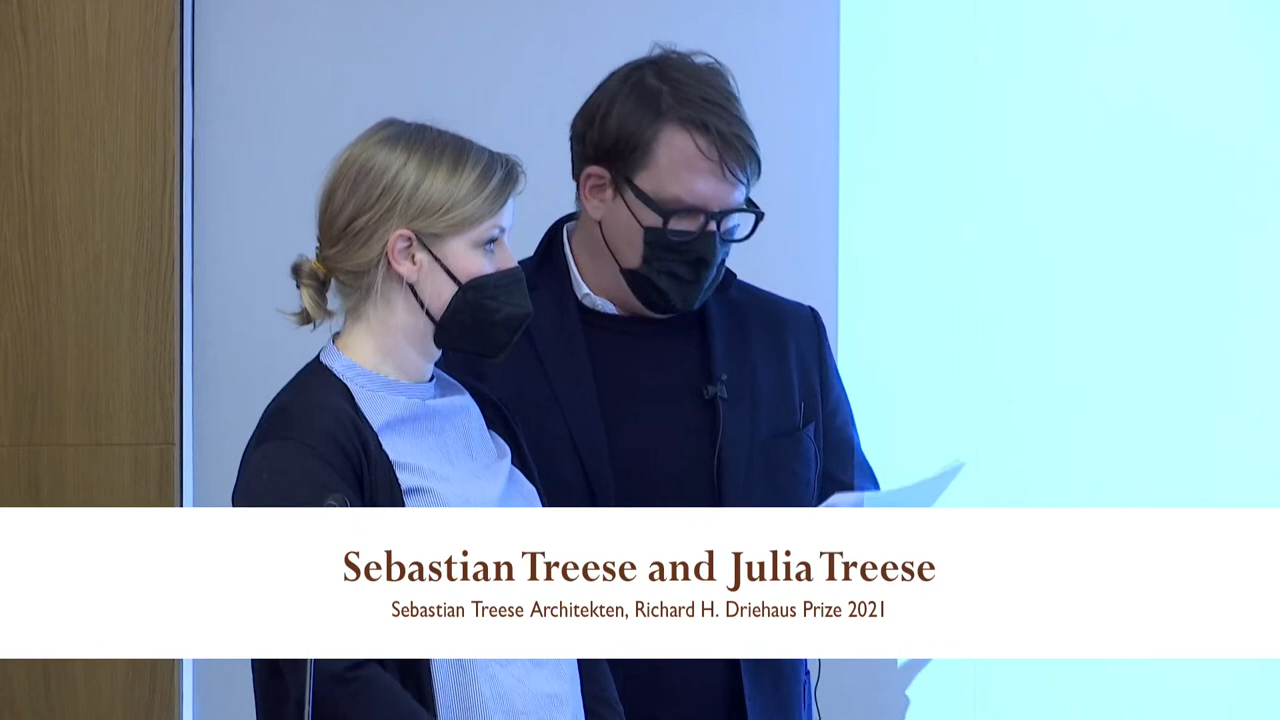 Sebastian Treese and Julia Treese
Sebastian Treese Architekten, Richard H. Driehaus Prize 2021